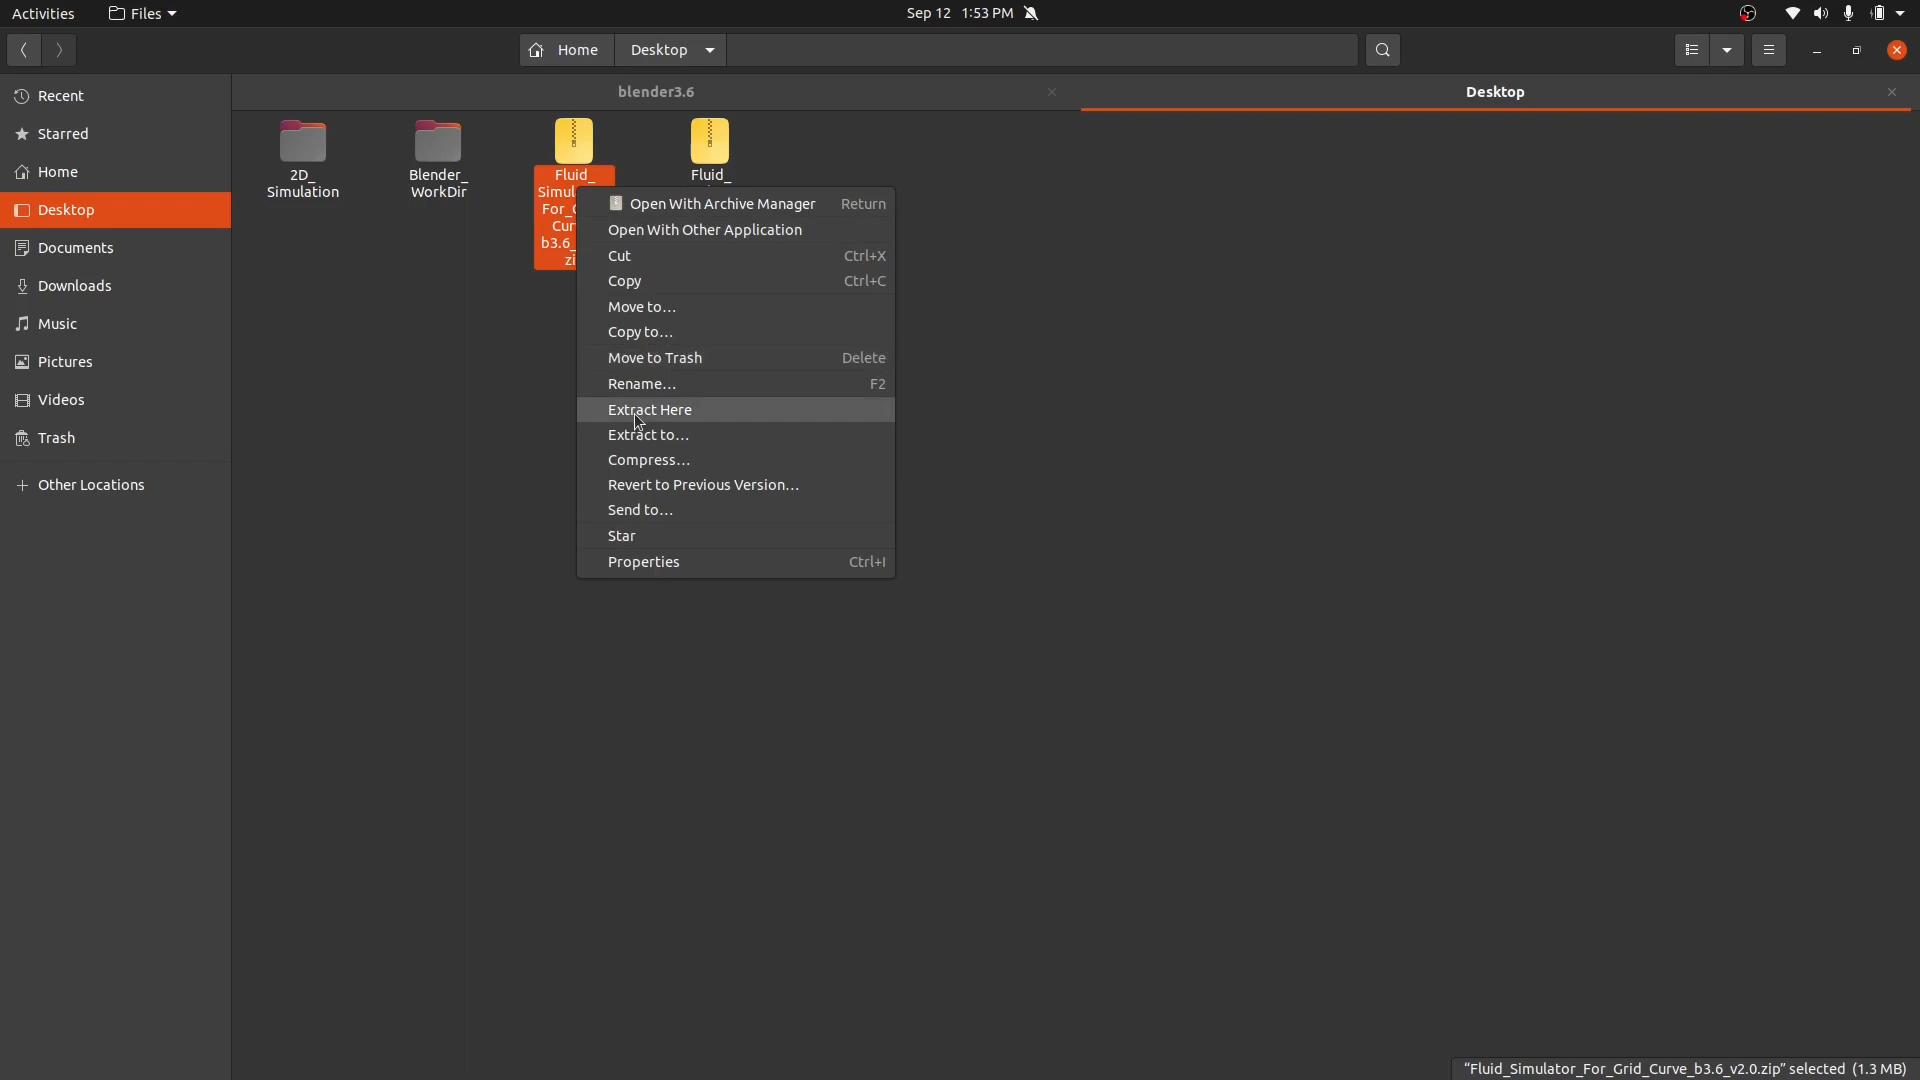 Activities Files Sep 12 1:53 PM
Home Desktop
blender3.6 Desktop
Recent
Starred
Home
Desktop
Documents
Downloads
Music
Pictures
Videos
Trash
Other Locations
2D_
Simulation
Blender_
WorkDir
Fluid_
Simul
For_
Cur
b3.6_
zi
Fluid_
Open With Archive Manager Return
Open With Other Application
Cut Ctrl+X
Copy Ctrl+C
Move to…
Copy to…
Move to Trash Delete
Rename… F2
Extract Here
Extract to…
Compress…
Revert to Previous Version…
Send to…
Star
Properties Ctrl+I
“Fluid_Simulator_For_Grid_Curve_b3.6_v2.0.zip” selected (1.3 MB)